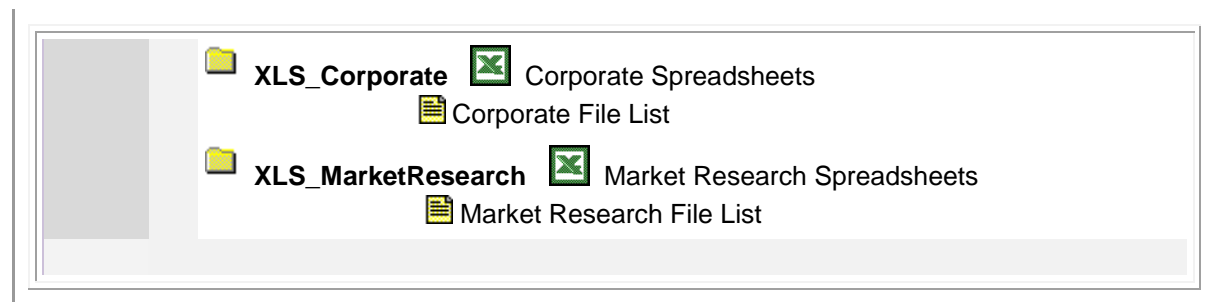 XLS_Corporate Corporate Spreadsheets
Corporate File List
XLS_MarketResearch Market Research Spreadsheets
Market Research File List